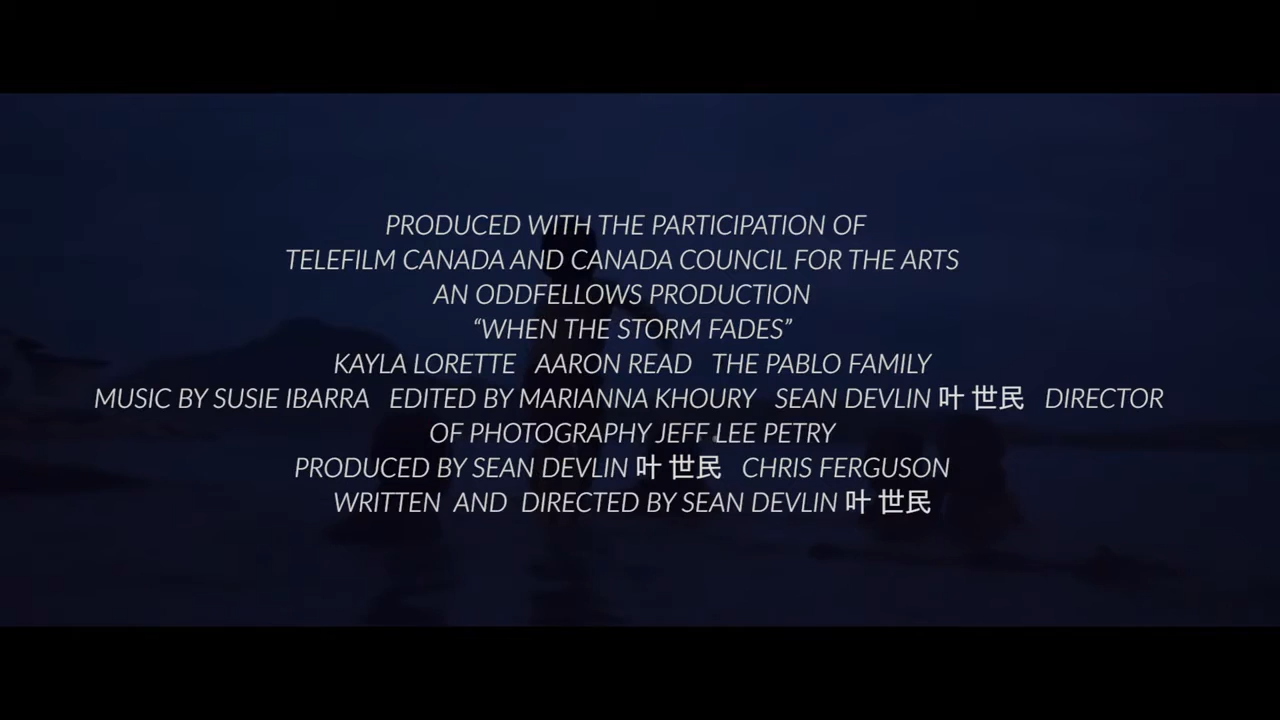 PRODUCED WITH THE PARTICIPATION OF
TELEFILM CANADA AND CANADA COUNCIL FOR THE ARTS
AN ODDFELLOWS PRODUCTION
“WHEN THE STORM FADES”
KAYLA LORETTE AARON READ THE PABLO FAMILY
MUSIC BY SUSIE IBARRA EDITED BY MARIANNA KHOURY SEAN DEVLIN 叶 世民 DIRECTOR
OF PHOTOGRAPHY JEFF LEE PETRY
PRODUCED BY SEAN DEVLIN 叶 世民 CHRIS FERGUSON
WRITTEN AND DIRECTED BY SEAN DEVLIN 叶 世民